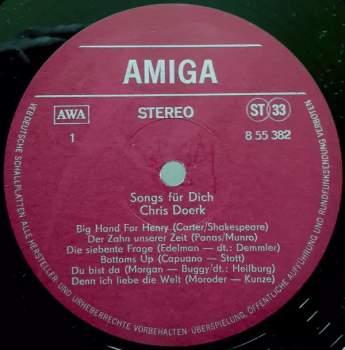 AMIGA
AWA
STEREO
ST 33
1
8 55 382
Songs für Dich
Chris Doerk
Big Hand For Henry (Carter/Shakespeare)
Der Zahn unserer Zeit (Panas/Munro)
Die siebente Frage (Edelman – dt.: Demmler)
Bottoms Up (Capuano – Stott)
Du bist da (Morgan – Buggy/dt.: Heilburg)
Denn ich liebe die Welt (Moroder – Kunze)
VEB DEUTSCHE SCHALLPLATTEN ALLE HERSTELLER- UND URHEBERRECHTE VORBEHALTEN ÜBERSPIELUNG, ÖFFENTLICHE AUFFÜHRUNG UND RUNDFUNKSENDUNG VERBOTEN